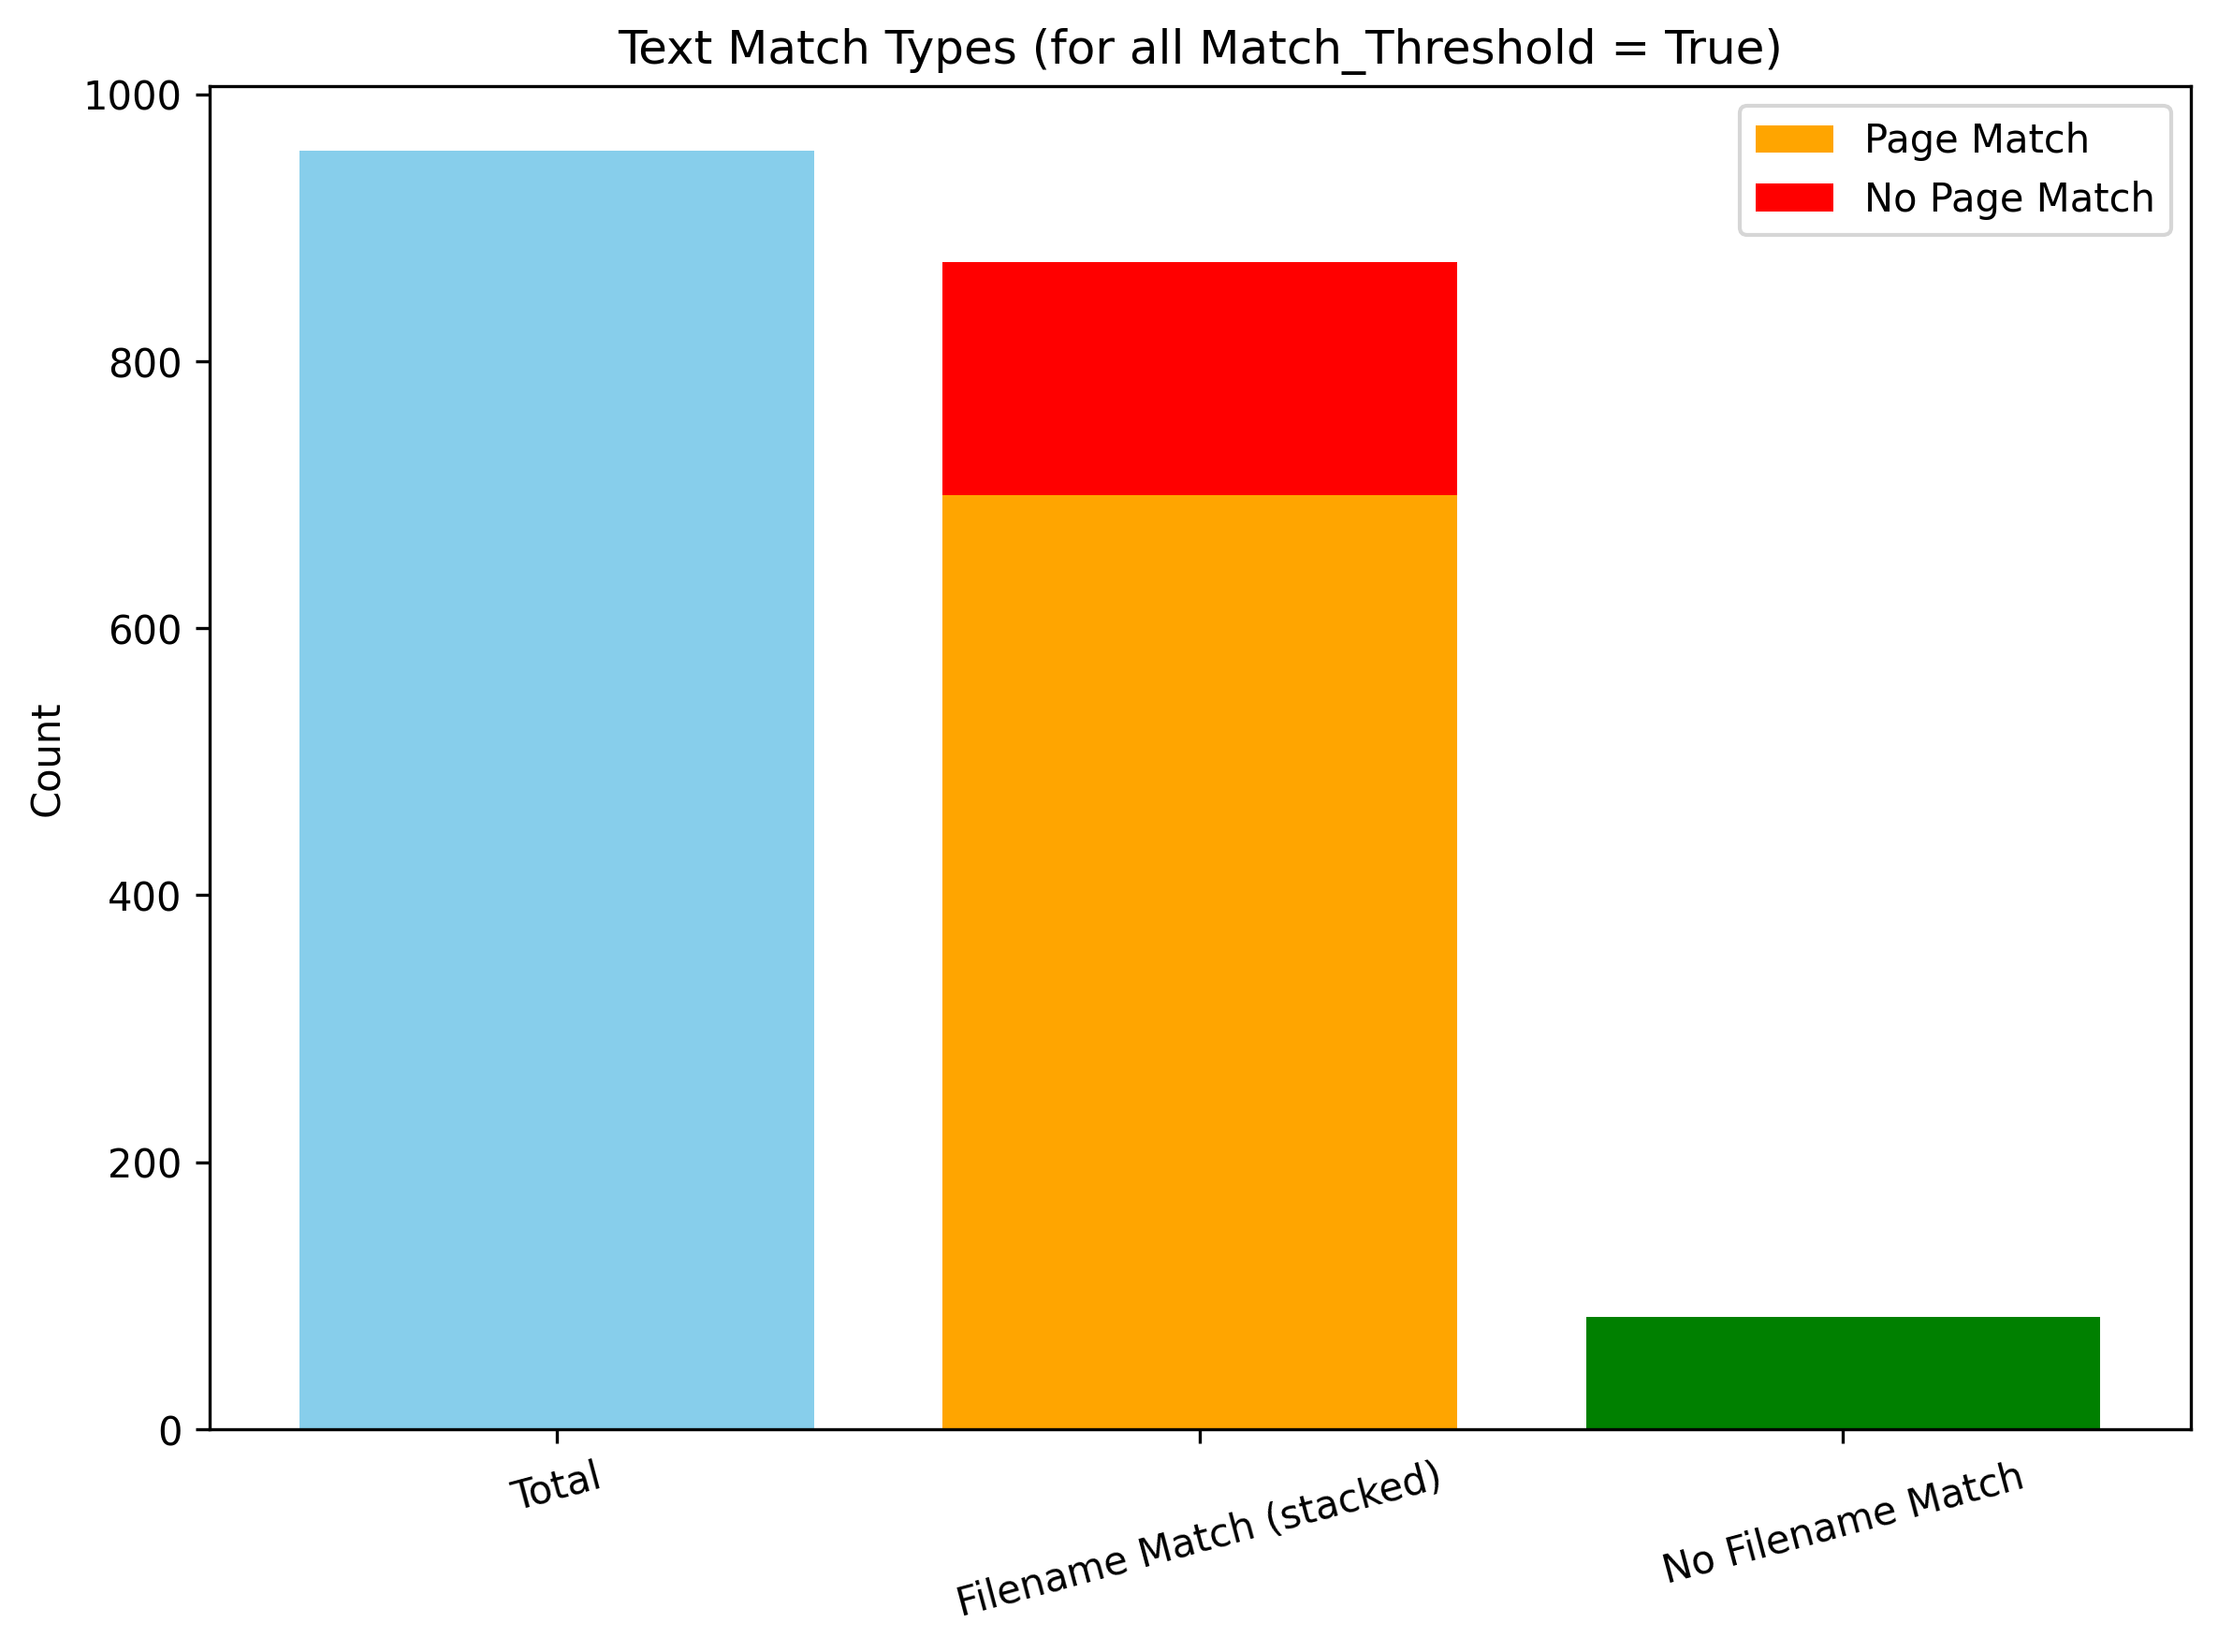 Text Match Types (for all Match_Threshold = True)
Page Match
No Page Match
Count
1000
800
600
400
200
0
Total
Filename Match (stacked)
No Filename Match